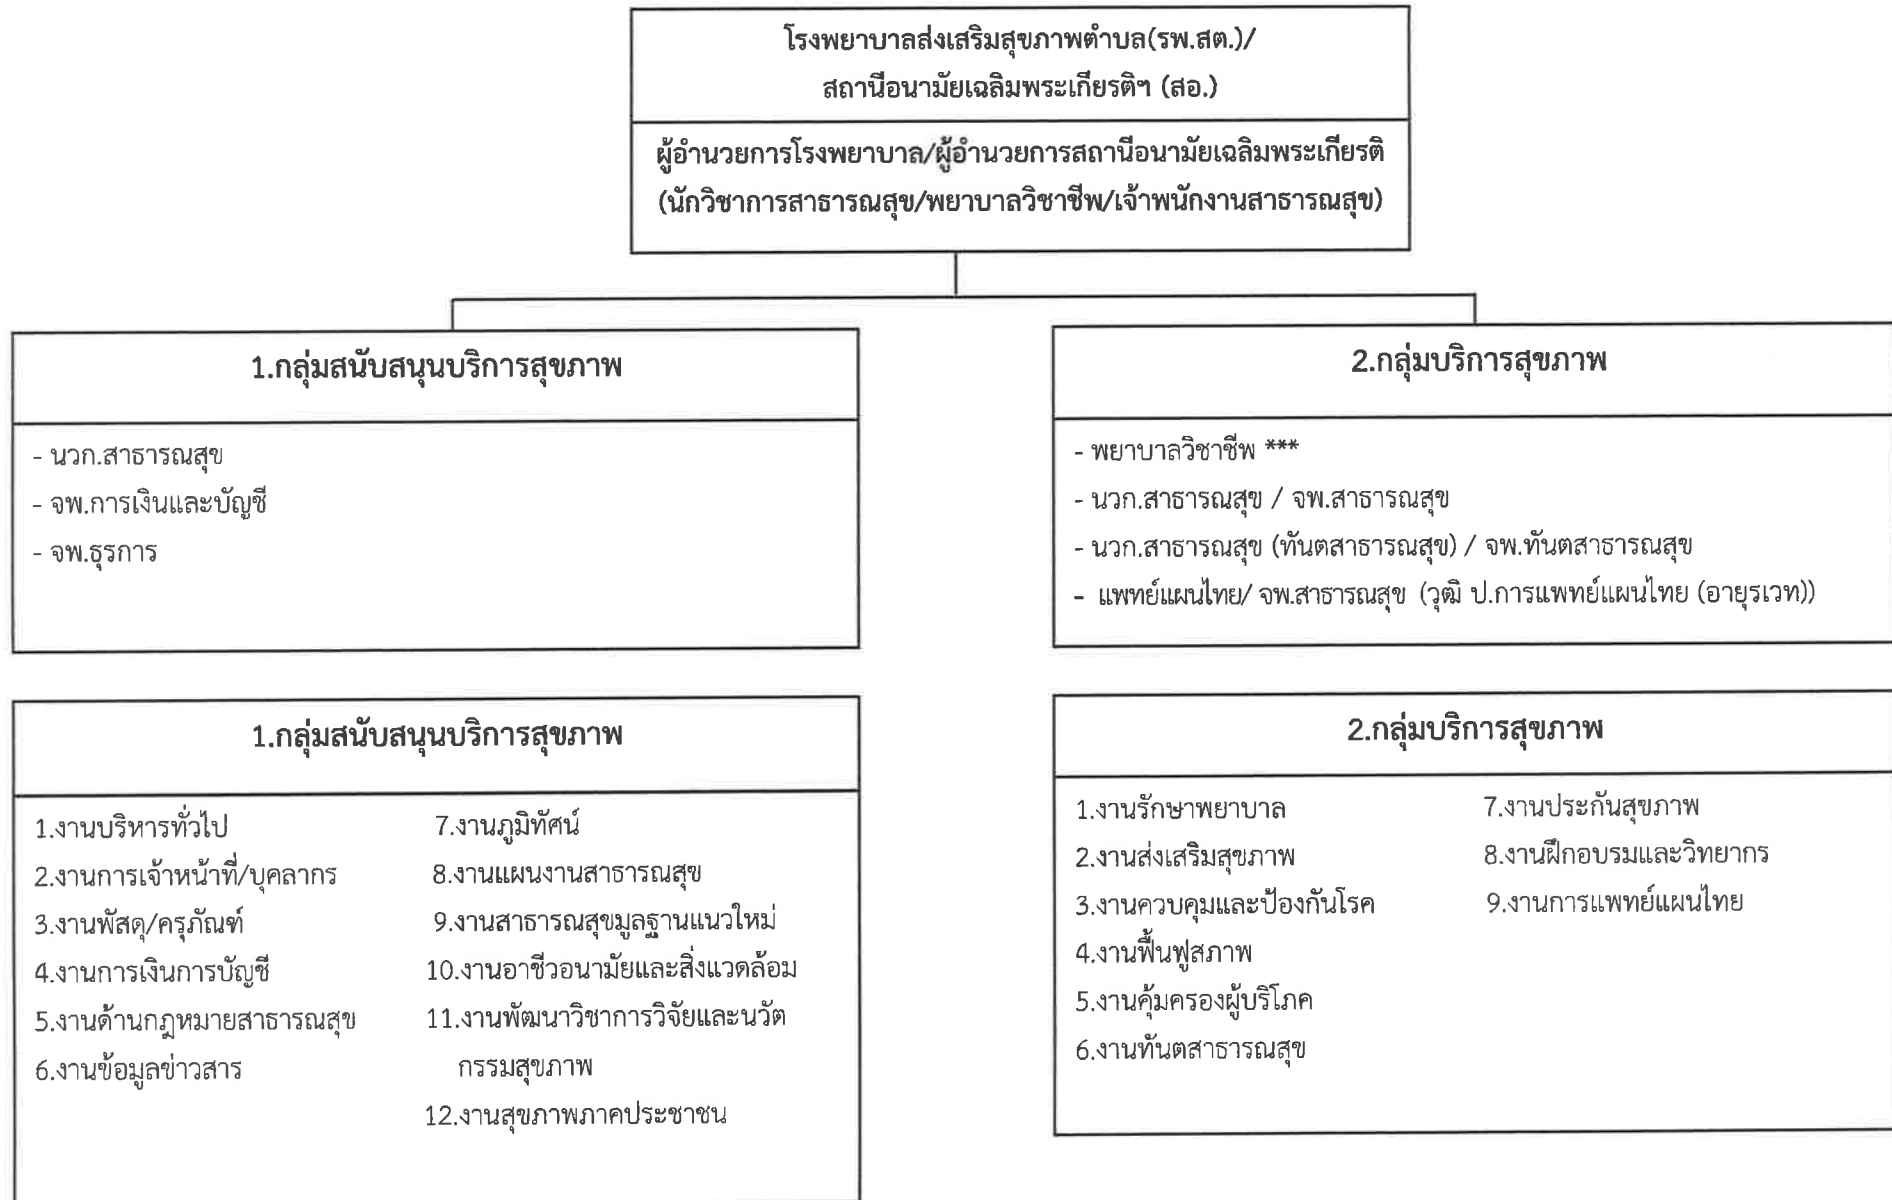 โรงพยาบาลส่งเสริมสุขภาพตำบล(รพ.สต.)/
สถานีอนามัยเฉลิมพระเกียรติฯ (สอ.)
ผู้อำนวยการโรงพยาบาล/ผู้อำนวยการสถานีอนามัยเฉลิมพระเกียรติ
(นักวิชาการสาธารณสุข/พยาบาลวิชาชีพ/เจ้าพนักงานสาธารณสุข)
1.กลุ่มสนับสนุนบริการสุขภาพ
- นวก.สาธารณสุข
- จพ.การเงินและบัญชี
- จพ.ธุรการ
2.กลุ่มบริการสุขภาพ
- พยาบาลวิชาชีพ ***
- นวก.สาธารณสุข / จพ.สาธารณสุข
- นวก.สาธารณสุข (ทันตสาธารณสุข) / จพ.ทันตสาธารณสุข
- แพทย์แผนไทย/ จพ.สาธารณสุข (วุฒิ ป.การแพทย์แผนไทย (อายุรเวท))
1.กลุ่มสนับสนุนบริการสุขภาพ
1.งานบริหารทั่วไป
2.งานการเจ้าหน้าที่/บุคลากร
3.งานพัสดุ/ครุภัณฑ์
4.งานการเงินการบัญชี
5.งานด้านกฎหมายสาธารณสุข
6.งานข้อมูลข่าวสาร
7.งานภูมิทัศน์
8.งานแผนงานสาธารณสุข
9.งานสาธารณสุขมูลฐานแนวใหม่
10.งานอาชีวอนามัยและสิ่งแวดล้อม
11.งานพัฒนาวิชาการวิจัยและนวัต
กรรมสุขภาพ
12.งานสุขภาพภาคประชาชน
2.กลุ่มบริการสุขภาพ
1.งานรักษาพยาบาล
2.งานส่งเสริมสุขภาพ
3.งานควบคุมและป้องกันโรค
4.งานฟื้นฟูสภาพ
5.งานคุ้มครองผู้บริโภค
6.งานทันตสาธารณสุข
7.งานประกันสุขภาพ
8.งานฝึกอบรมและวิทยากร
9.งานการแพทย์แผนไทย